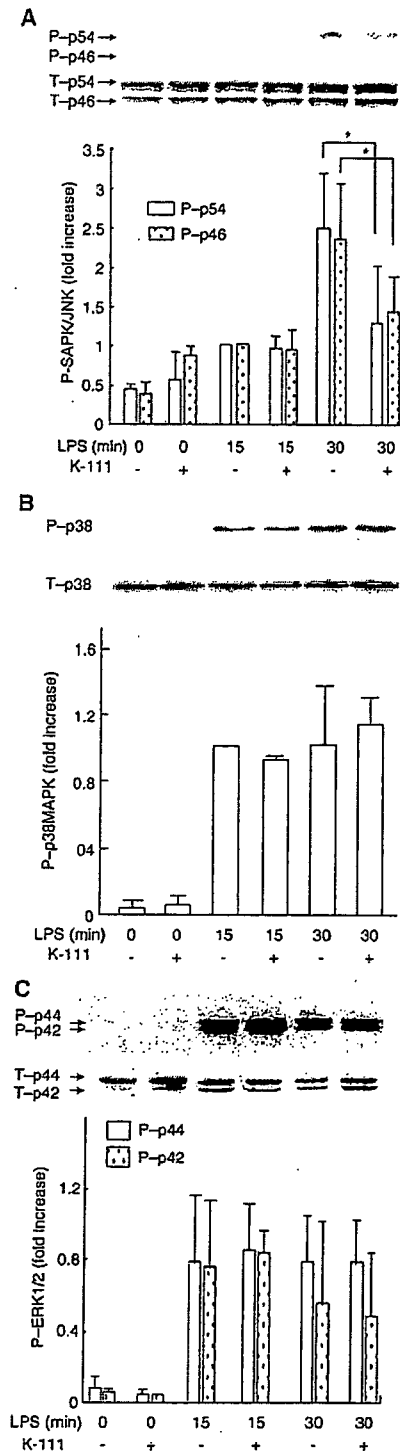 A
P–p54
P–p46
T–p54
T–p46
3.5
3
2.5
2
1.5
1
0.5
0
P-SAPK/JNK (fold increase)
P–p54
P–p46
*
*
LPS (min) 0 0 15 15 30 30
K-111 - + - + - +
B
P–p38
T–p38
1.6
1.2
0.8
04
0
P–p38MAPK (fold increase)
LPS (min) 0 0 15 15 30 30
K-111 - + - + - +
C
P–p44
P–p42
T–p44
T–p42
P–p44
P–p42
1.2
0.8
0.4
0
P–ERK1/2 (fold increase)
LPS (min) 0 0 15 15 30 30
K-111 - + - + - +